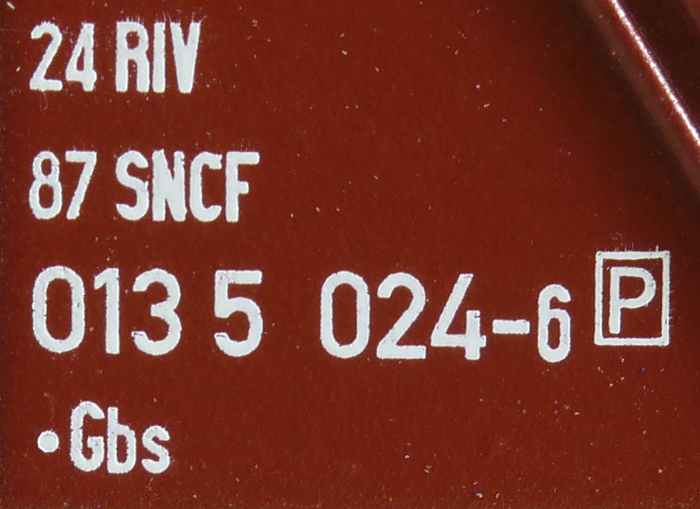 24 RIV
87 SNCF
013 5 024-6 P
·Gbs